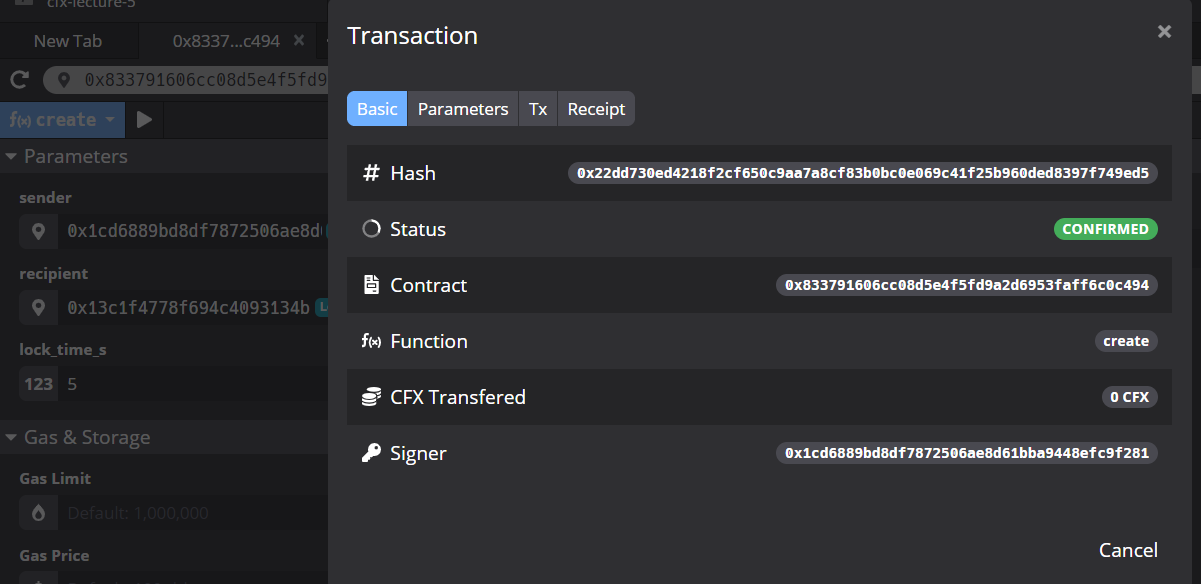 cfx-lecture-5
New Tab
0x8337...c494
0x833791606cc08d5e4f5fd9
f(x) create
Parameters
sender
0x1cd6889bd8df7872506ae8d
recipient
0x13c1f4778f694c4093134b
lock_time_s
123 5
Gas & Storage
Gas Limit
Default: 1,000,000
Gas Price
Transaction
Basic Parameters Tx Receipt
# Hash 0x22dd730ed4218f2cf650c9aa7a8cf83b0bc0e069c41f25b960ded8397f749ed5
Status CONFIRMED
Contract 0x833791606cc08d5e4f5fd9a2d6953faff6c0c494
f(x) Function create
CFX Transfered 0 CFX
Signer 0x1cd6889bd8df7872506ae8d61bba9448efc9f281
Cancel